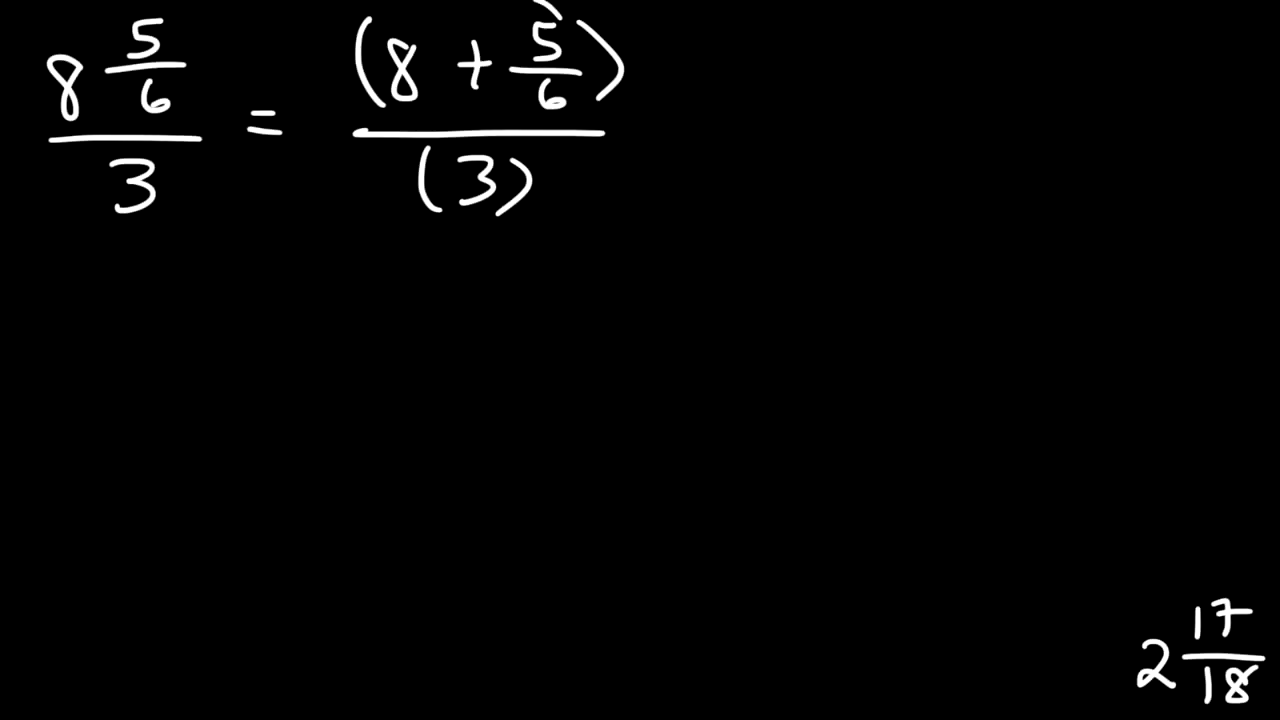 8 5/6 / 3 = (8 + 5/6) / (3)
2 17/18